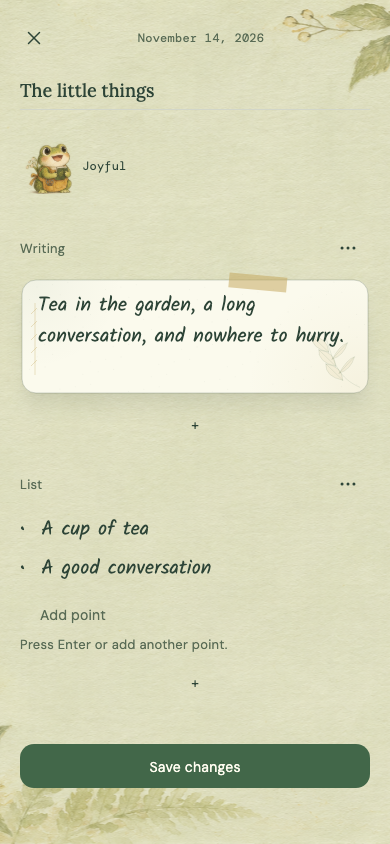 November 14, 2026
The little things
Joyful
Writing
Tea in the garden, a long
conversation, and nowhere to hurry.
+
List
· A cup of tea
· A good conversation
Add point
Press Enter or add another point.
+
Save changes